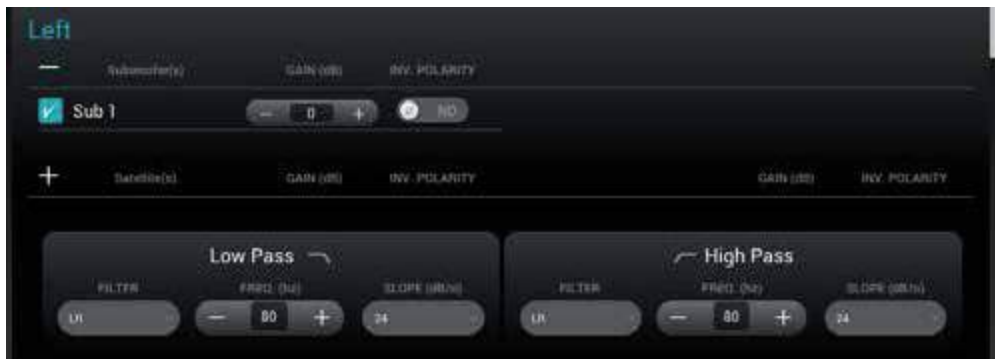 Left
— Subwoofer(s) GAIN (dB) INV. POLARITY
Sub 1 — 0 + NO
+ Satellite(s) GAIN (dB) INV. POLARITY GAIN (dB) INV. POLARITY
Low Pass High Pass
FILTER FREQ. (hz) SLOPE (dB/o) FILTER FREQ. (hz) SLOPE (dB/o)
LR — 80 + 24 LR — 80 + 24